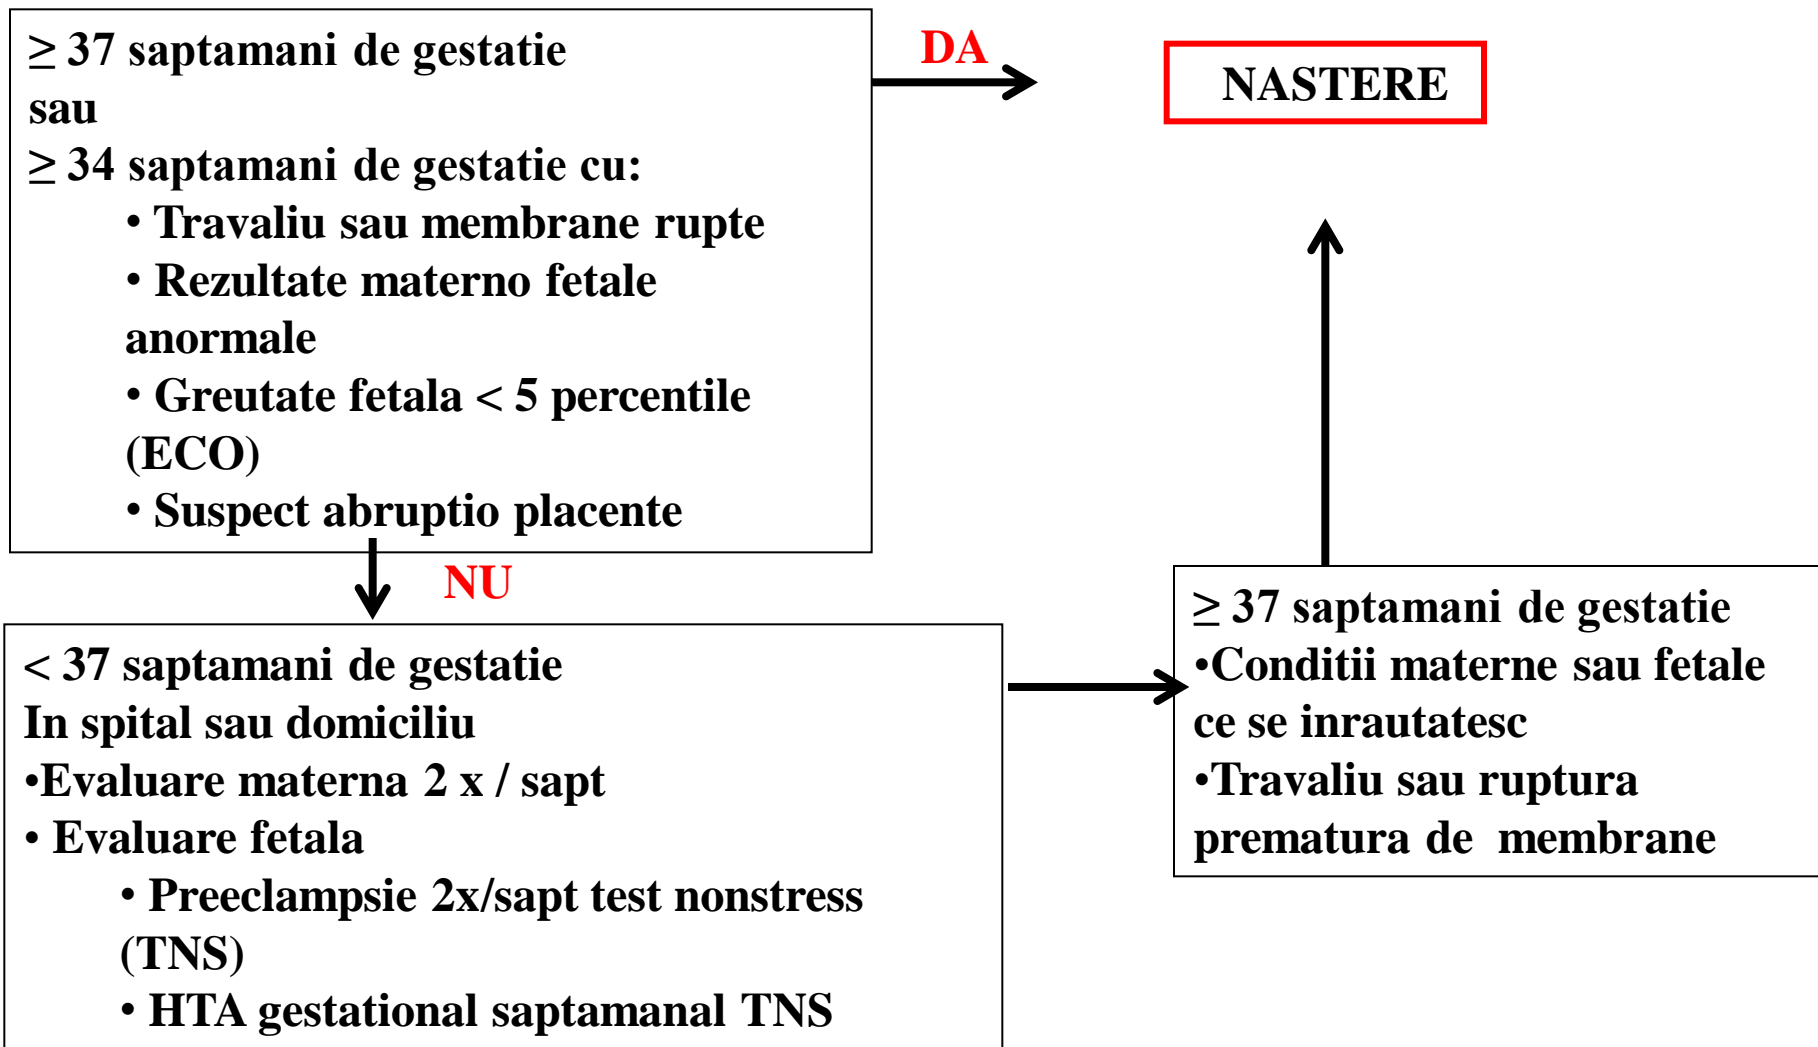 ≥ 37 saptamani de gestatie
sau
≥ 34 saptamani de gestatie cu:
• Travaliu sau membrane rupte
• Rezultate materno fetale
anormale
• Greutate fetala < 5 percentile
(ECO)
• Suspect abruptio placente
DA
NASTERE
NU
< 37 saptamani de gestatie
In spital sau domiciliu
•Evaluare materna 2 x / sapt
• Evaluare fetala
• Preeclampsie 2x/sapt test nonstress
(TNS)
• HTA gestational saptamanal TNS
≥ 37 saptamani de gestatie
•Conditii materne sau fetale
ce se inrautatesc
•Travaliu sau ruptura
prematura de membrane